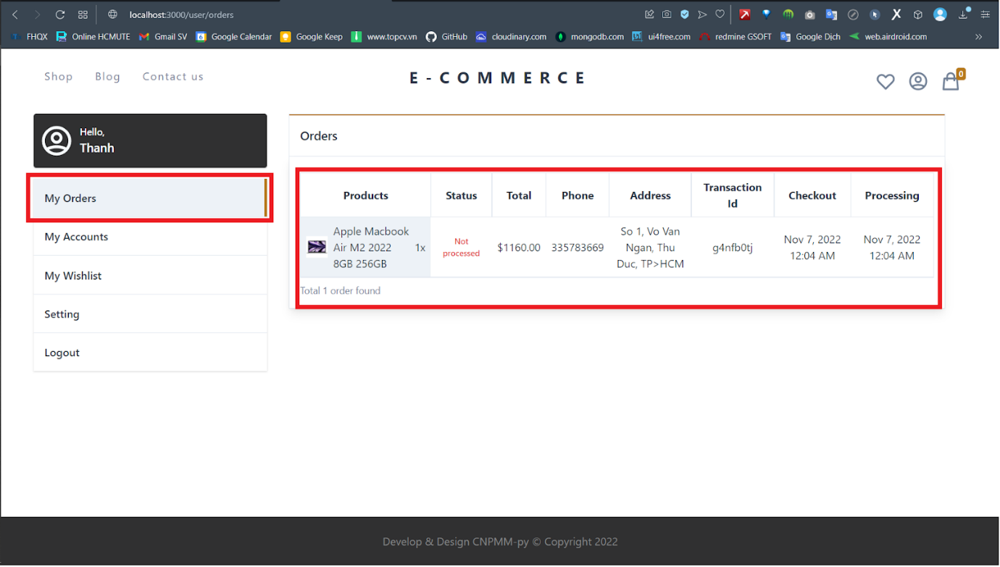 localhost:3000/user/orders
FHQX Online HCMUTE Gmail SV 6 Google Calendar Google Keep www.topcv.vn GitHub cloudinary.com mongodb.com ui4free.com redmine GSOFT Google Dịch web.airdroid.com
Shop Blog Contact us
E-COMMERCE
0
Hello,
Thanh
My Orders
My Accounts
My Wishlist
Setting
Logout
Orders
Products Status Total Phone Address Transaction Id Checkout Processing
Apple Macbook
Air M2 2022
8GB 256GB
1x
Not
processed
$1160.00
335783669
So 1, Vo Van
Ngan, Thu
Duc, TP>HCM
g4nfb0tj
Nov 7, 2022
12:04 AM
Nov 7, 2022
12:04 AM
Total 1 order found
Develop & Design CNPMM-py © Copyright 2022